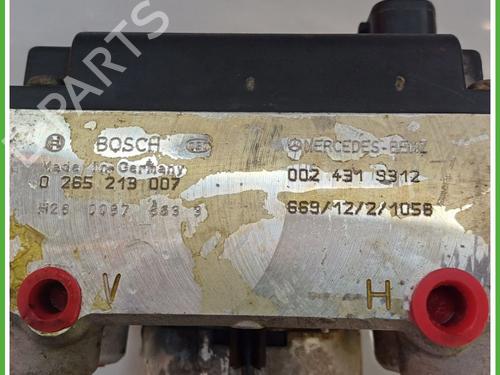 BOSCH
Made in Germany
0 265 213 007
MERCEDES-BENZ
002 431 9312
669/12/2/1058
V
H
PARTS